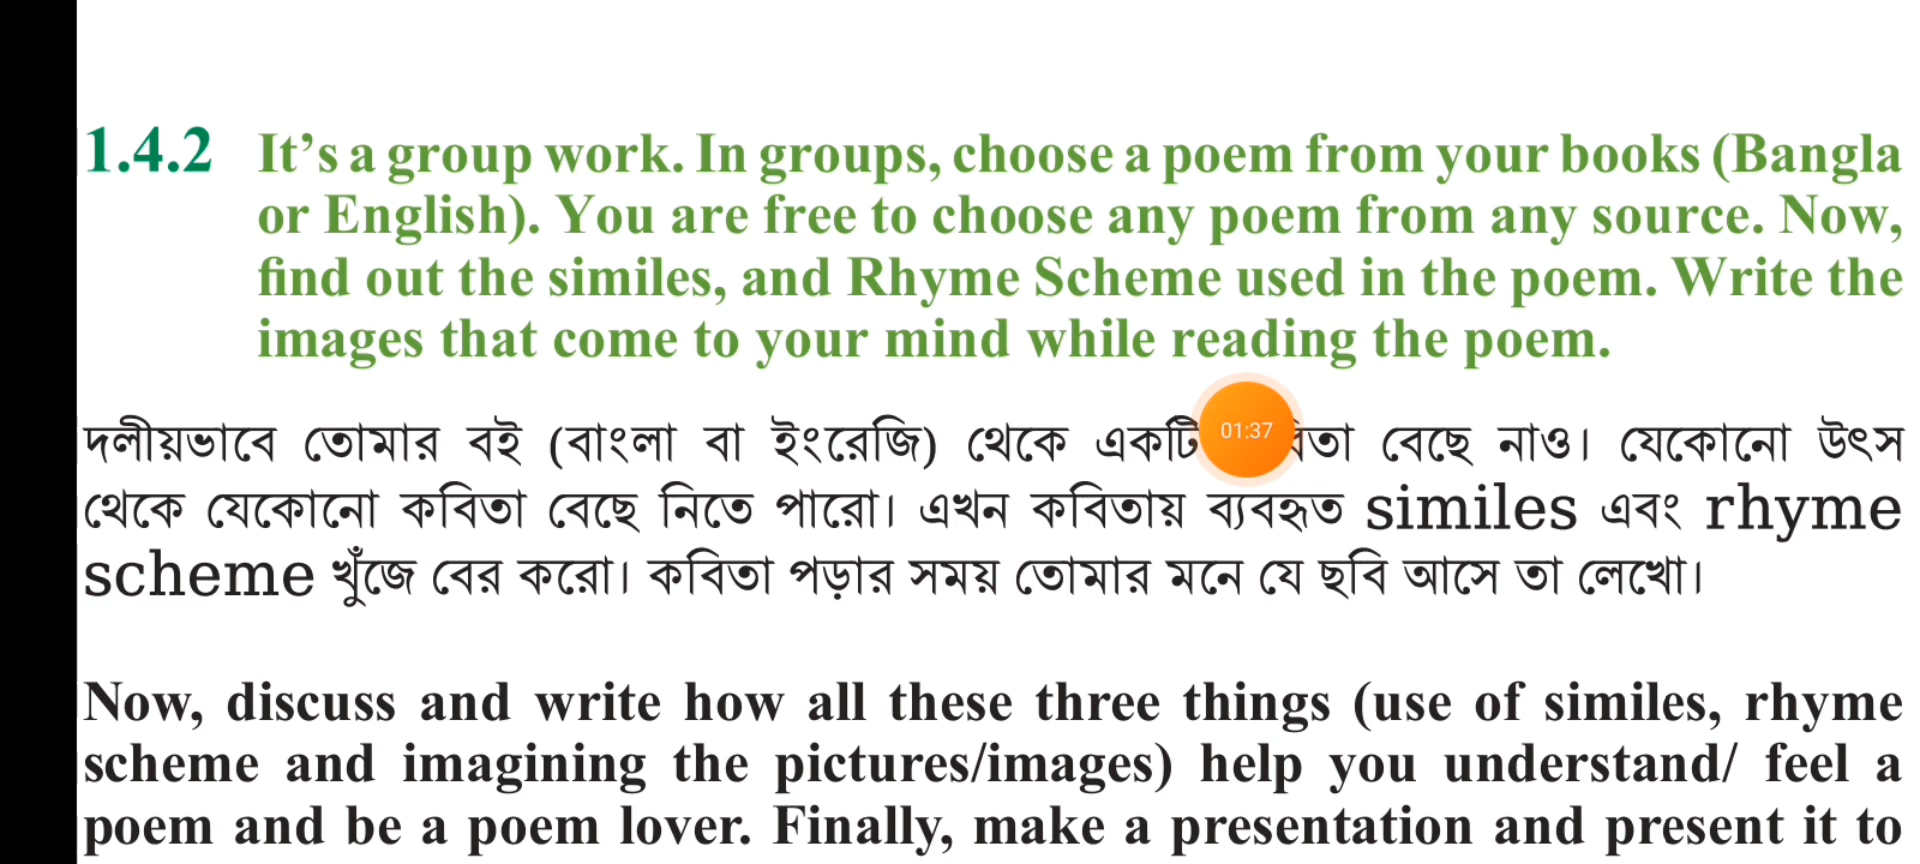 1.4.2 It’s a group work. In groups, choose a poem from your books (Bangla
or English). You are free to choose any poem from any source. Now,
find out the similes, and Rhyme Scheme used in the poem. Write the
images that come to your mind while reading the poem.
দলীয়ভাবে তোমার বই (বাংলা বা ইংরেজি) থেকে একটি বেছে নাও। যেকোনো উৎস
01:37
থেকে যেকোনো কবিতা বেছে নিতে পারো। এখন কবিতায় ব্যবহৃত similes এবং rhyme
scheme খুঁজে বের করো। কবিতা পড়ার সময় তোমার মনে যে ছবি আসে তা লেখো।
Now, discuss and write how all these three things (use of similes, rhyme
scheme and imagining the pictures/images) help you understand/ feel a
poem and be a poem lover. Finally, make a presentation and present it to